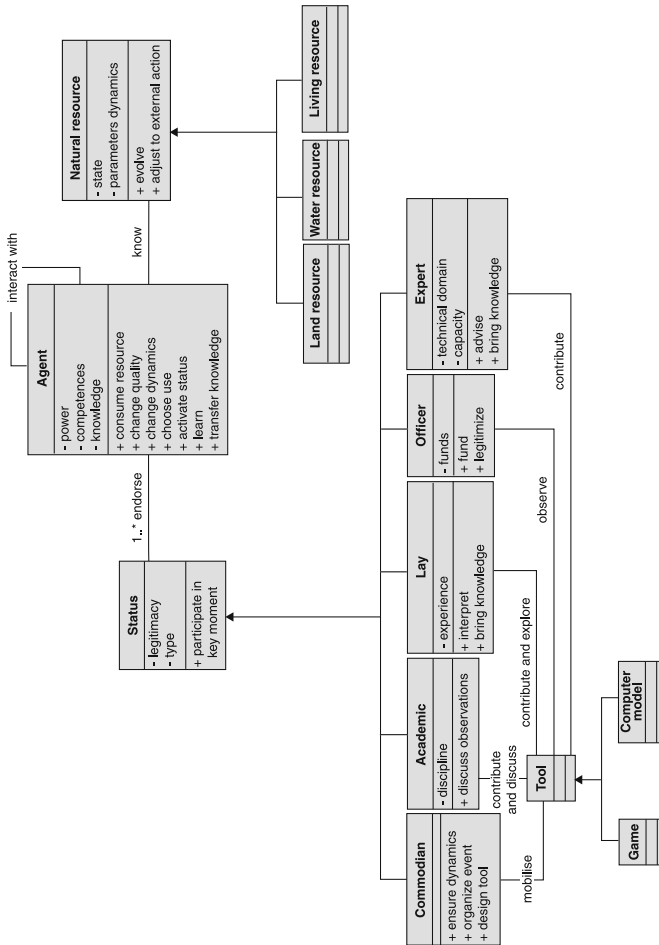 interact with
Agent
- power
- competences
- knowledge
+ consume resource
+ change quality
+ change dynamics
+ choose use
+ activate status
+ learn
+ transfer knowledge
know
Natural resource
- state
- parameters dynamics
+ evolve
+ adjust to external action
1..* endorse
Status
- legitimacy
- type
+ participate in
key moment
Land resource
Water resource
Living resource
Commodian
+ ensure dynamics
+ organize event
+ design tool
Academic
- discipline
+ discuss observations
Lay
- experience
+ interpret
+ bring knowledge
Officer
- funds
+ fund
+ legitimize
Expert
- technical domain
- capacity
+ advise
+ bring knowledge
mobilise
contribute
and discuss
contribute and explore
observe
contribute
Tool
Game
Computer
model